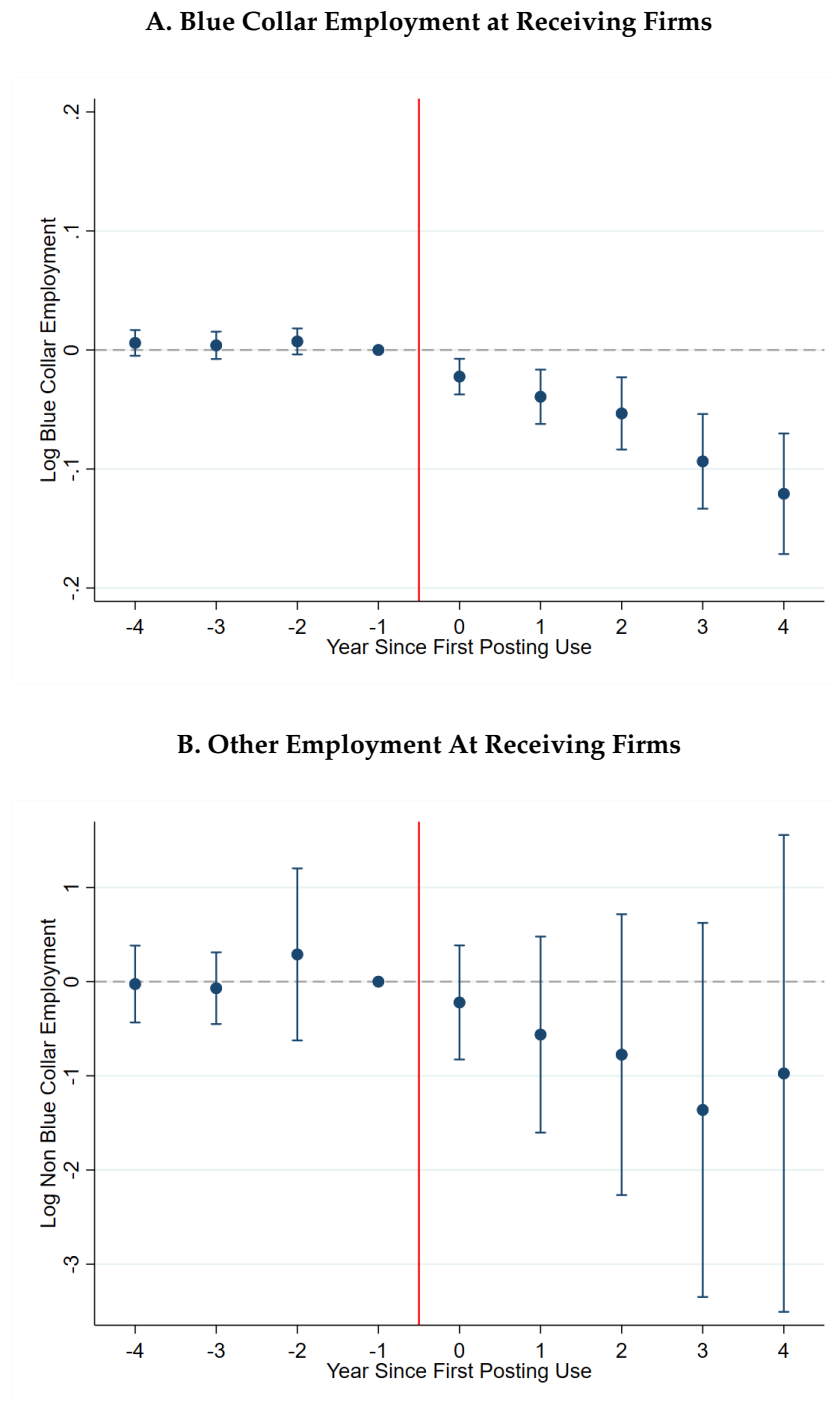 A. Blue Collar Employment at Receiving Firms
Log Blue Collar Employment
.2
.1
0
-.1
-.2
-4 -3 -2 -1 0 1 2 3 4
Year Since First Posting Use
B. Other Employment At Receiving Firms
Log Non Blue Collar Employment
1
0
-1
-2
-3
-4 -3 -2 -1 0 1 2 3 4
Year Since First Posting Use